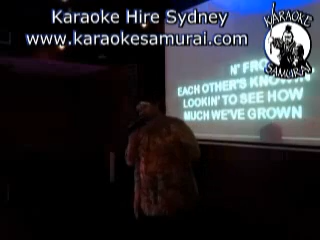 Karaoke Hire Sydney
www.karaokesamurai.com
KARAOKE
SAMURAI
N' FRO
EACH OTHER'S KNOWIN
LOOKIN' TO SEE HOW
MUCH WE'VE GROWN